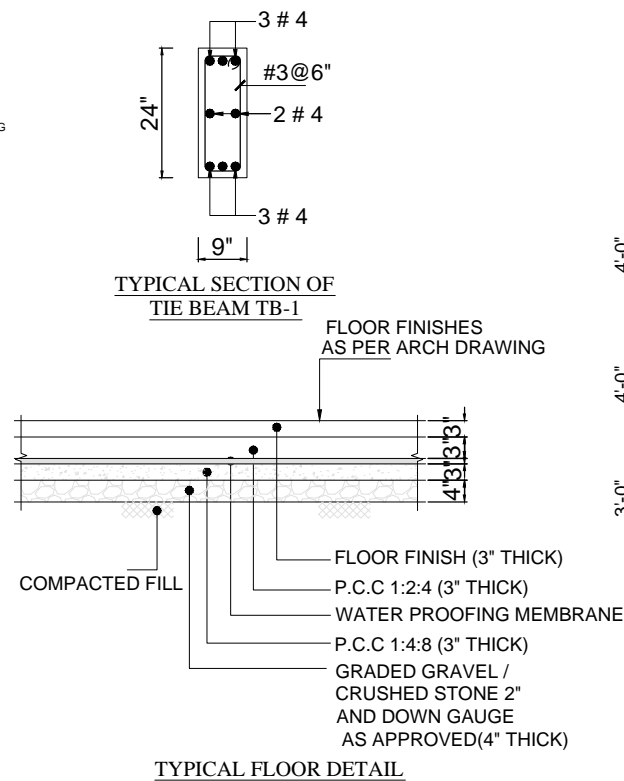 3 # 4
#3@6"
G
24"
2 # 4
3 # 4
9"
TYPICAL SECTION OF
TIE BEAM TB-1
4'-0"
FLOOR FINISHES
AS PER ARCH DRAWING
4'-0"
3"
3"
3"
4"
3'-0"
COMPACTED FILL
FLOOR FINISH (3" THICK)
P.C.C 1:2:4 (3" THICK)
WATER PROOFING MEMBRANE
P.C.C 1:4:8 (3" THICK)
GRADED GRAVEL /
CRUSHED STONE 2"
AND DOWN GAUGE
AS APPROVED(4" THICK)
TYPICAL FLOOR DETAIL